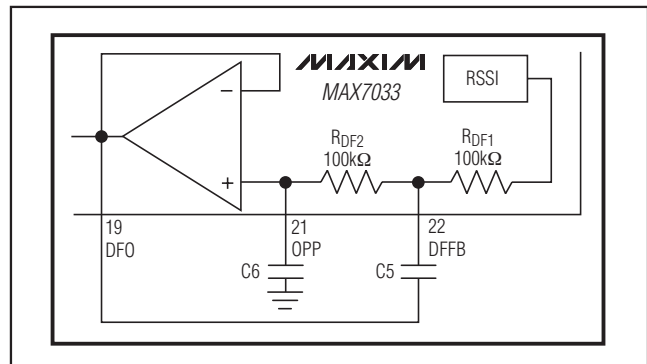 MAXIM
MAX7033
RSSI
RDF2
100kΩ
RDF1
100kΩ
-
+
19
DFO
21
OPP
22
DFFB
C6
C5